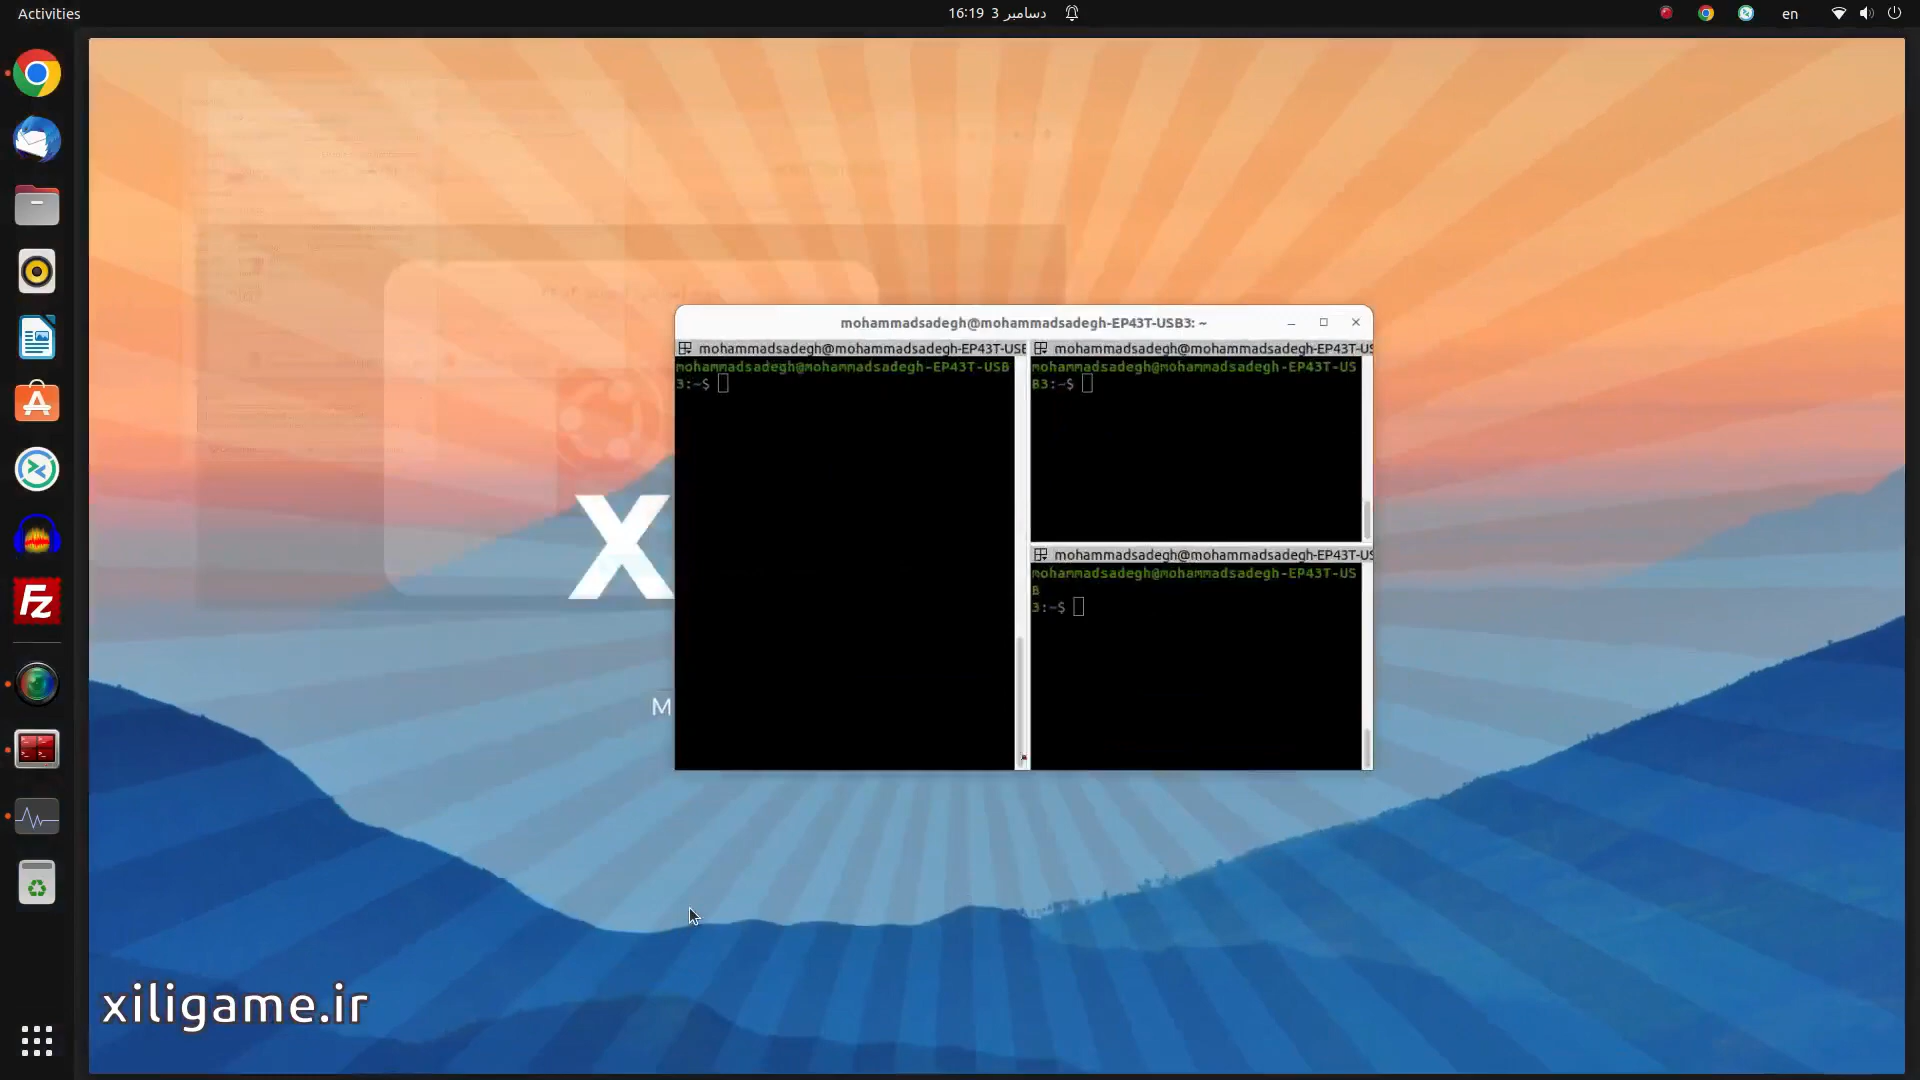 Activities
16:19 3 دسامبر
en
mohammadsadegh@mohammadsadegh-EP43T-USB3: ~
mohammadsadegh@mohammadsadegh-EP43T-USB
mohammadsadegh@mohammadsadegh-EP43T-USB
3:~$
mohammadsadegh@mohammadsadegh-EP43T-US
mohammadsadegh@mohammadsadegh-EP43T-US
B3:~$
mohammadsadegh@mohammadsadegh-EP43T-US
mohammadsadegh@mohammadsadegh-EP43T-US
B
3:~$
X
M
xiligame.ir